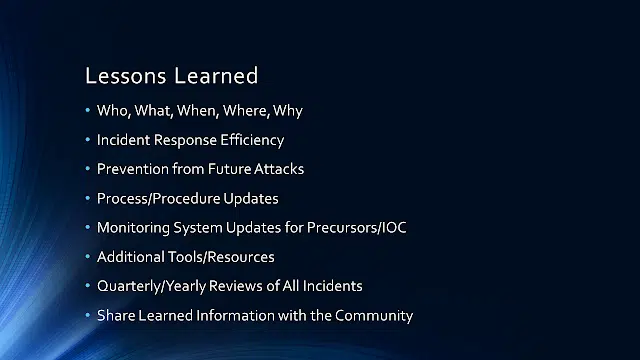 Lessons Learned
• Who, What, When, Where, Why
• Incident Response Efficiency
• Prevention from Future Attacks
• Process/Procedure Updates
• Monitoring System Updates for Precursors/IOC
• Additional Tools/Resources
• Quarterly/Yearly Reviews of All Incidents
• Share Learned Information with the Community